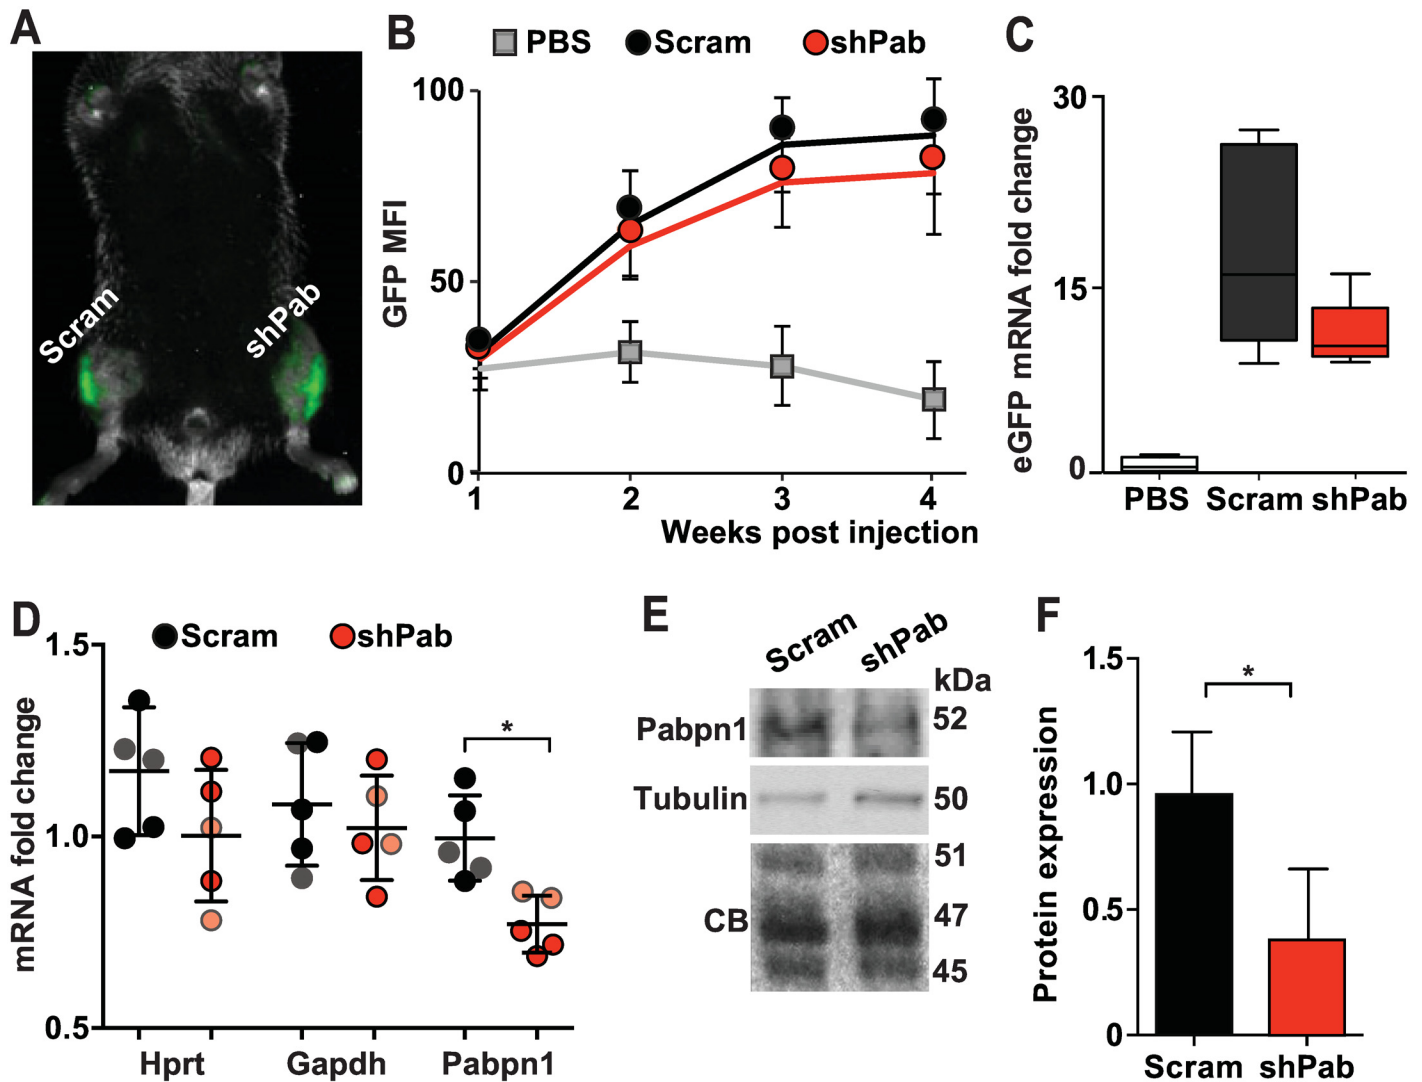 A
Scram
shPab
B
PBS Scram shPab
100
50
0
GFP MFI
1 2 3 4
Weeks post injection
C
30
15
0
eGFP mRNA fold change
PBS Scram shPab
D
Scram shPab
1.5
1.0
0.5
mRNA fold change
*
Hprt Gapdh Pabpn1
E
Scram shPab
kDa
Pabpn1 52
Tubulin 50
51
CB 47
45
F
1.5
1.0
0.5
0
Protein expression
*
Scram shPab